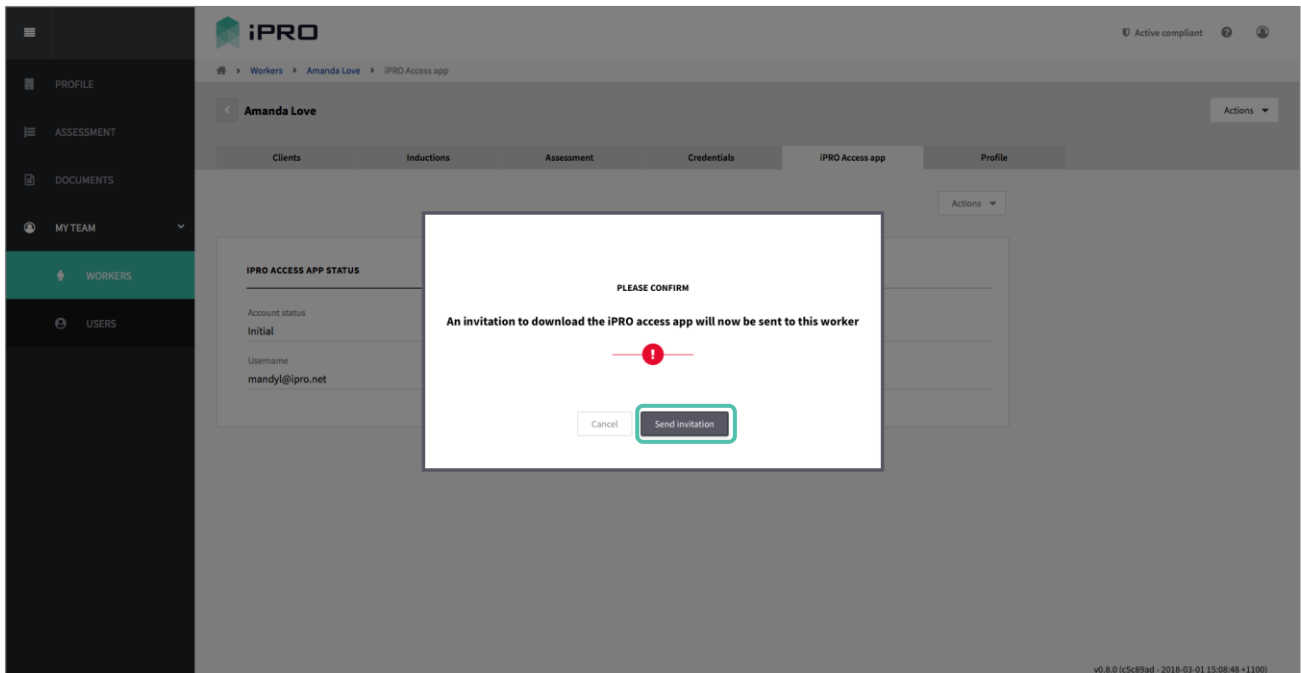 iPRO
Active compliant
Workers > Amanda Love > iPRO Access app
PROFILE
Amanda Love
Actions
ASSESSMENT
Clients Inductions Assessment Credentials iPRO Access app Profile
DOCUMENTS
Actions
MY TEAM
WORKERS
USERS
IPRO ACCESS APP STATUS
Account status
Initial
Username
mandyl@ipro.net
PLEASE CONFIRM
An invitation to download the iPRO access app will now be sent to this worker
Cancel Send invitation
v0.8.0 (c5c89ad - 2018-03-01 15:08:48 +1100)